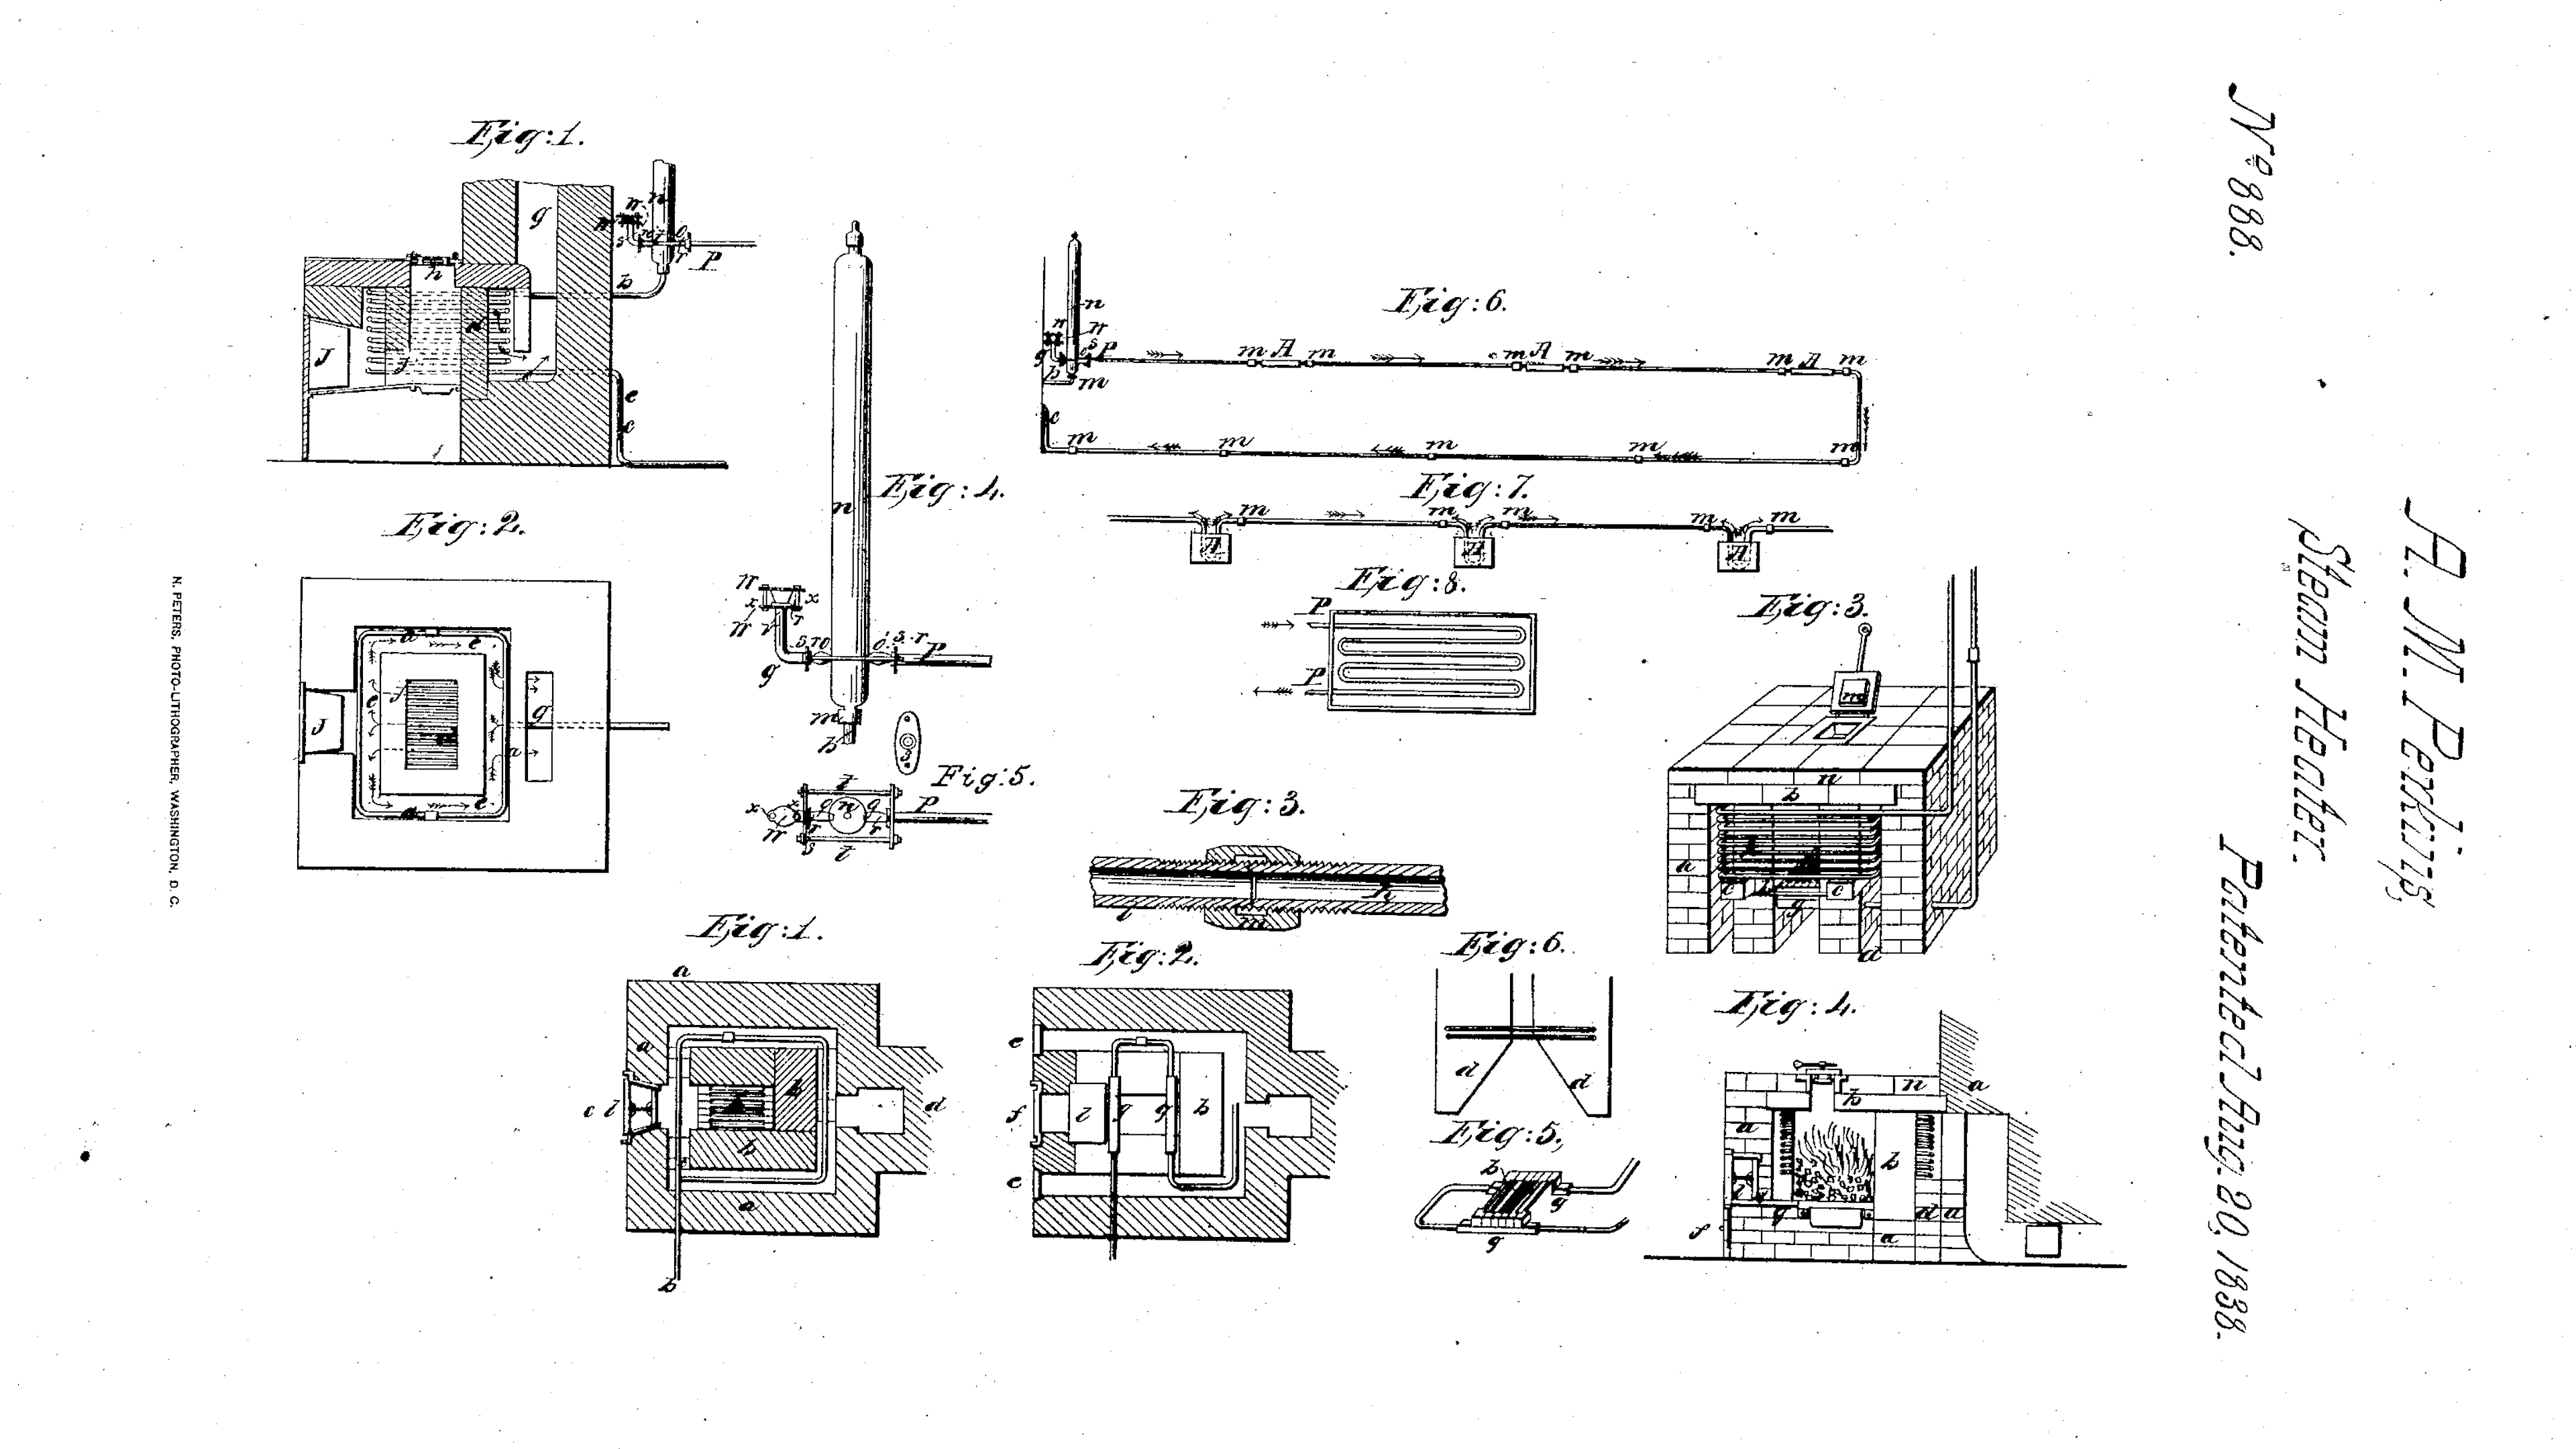 Nº 888.
A. M. Perkins,
Steam Heater.
Patented Aug. 20, 1838.
Fig:1.
g
n
h
J
b
P
e
c
Fig:2.
a
e
e
e
J
g
a
e
a
Fig:4.
n
P
g
m
b
Fig:5.
t
x
n
P
r
s
t
Fig:6.
n
P
m A m
m A m
m A m
b
m
c
m
m
m
m
m
Fig:7.
m
m
m
m
m
A
A
A
Fig:8.
P
P
Fig:3.
l
m
Fig:3.
n
b
c
c
g
a
Fig:1.
a
a
c l
b
d
a
b
Fig:2.
e
f
l
g
g
b
e
Fig:6.
d
d
Fig:5.
b
g
g
Fig:4.
n
a
h
a
b
l
g
d
a
f
a
N. PETERS, PHOTO-LITHOGRAPHER, WASHINGTON, D. C.